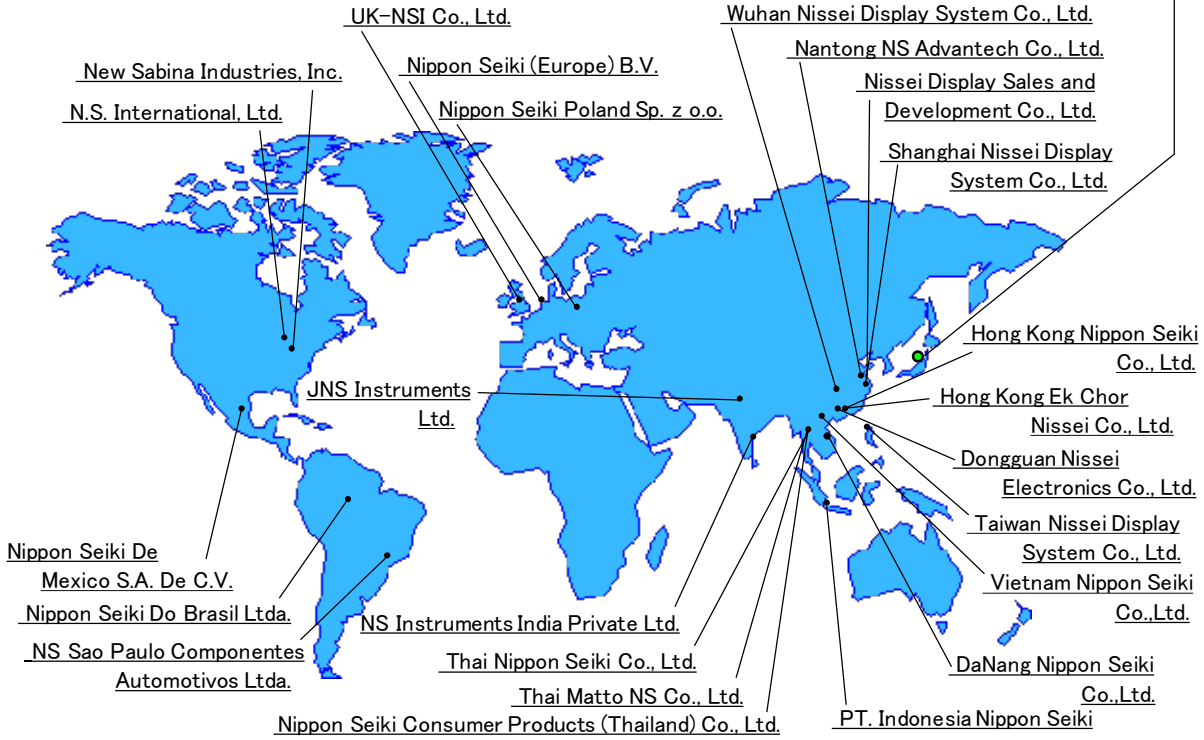 UK-NSI Co., Ltd.
Wuhan Nissei Display System Co., Ltd.
Nantong NS Advantech Co., Ltd.
New Sabina Industries, Inc.
Nippon Seiki (Europe) B.V.
Nissei Display Sales and
Development Co., Ltd.
N.S. International, Ltd.
Nippon Seiki Poland Sp. z o.o.
Shanghai Nissei Display
System Co., Ltd.
Hong Kong Nippon Seiki
Co., Ltd.
JNS Instruments
Ltd.
Hong Kong Ek Chor
Nissei Co., Ltd.
Dongguan Nissei
Electronics Co., Ltd.
Taiwan Nissei Display
System Co., Ltd.
Nippon Seiki De
Mexico S.A. De C.V.
Vietnam Nippon Seiki
Co.,Ltd.
Nippon Seiki Do Brasil Ltda.
NS Instruments India Private Ltd.
NS Sao Paulo Componentes
Automotivos Ltda.
Thai Nippon Seiki Co., Ltd.
DaNang Nippon Seiki
Co.,Ltd.
Thai Matto NS Co., Ltd.
Nippon Seiki Consumer Products (Thailand) Co., Ltd.
PT. Indonesia Nippon Seiki